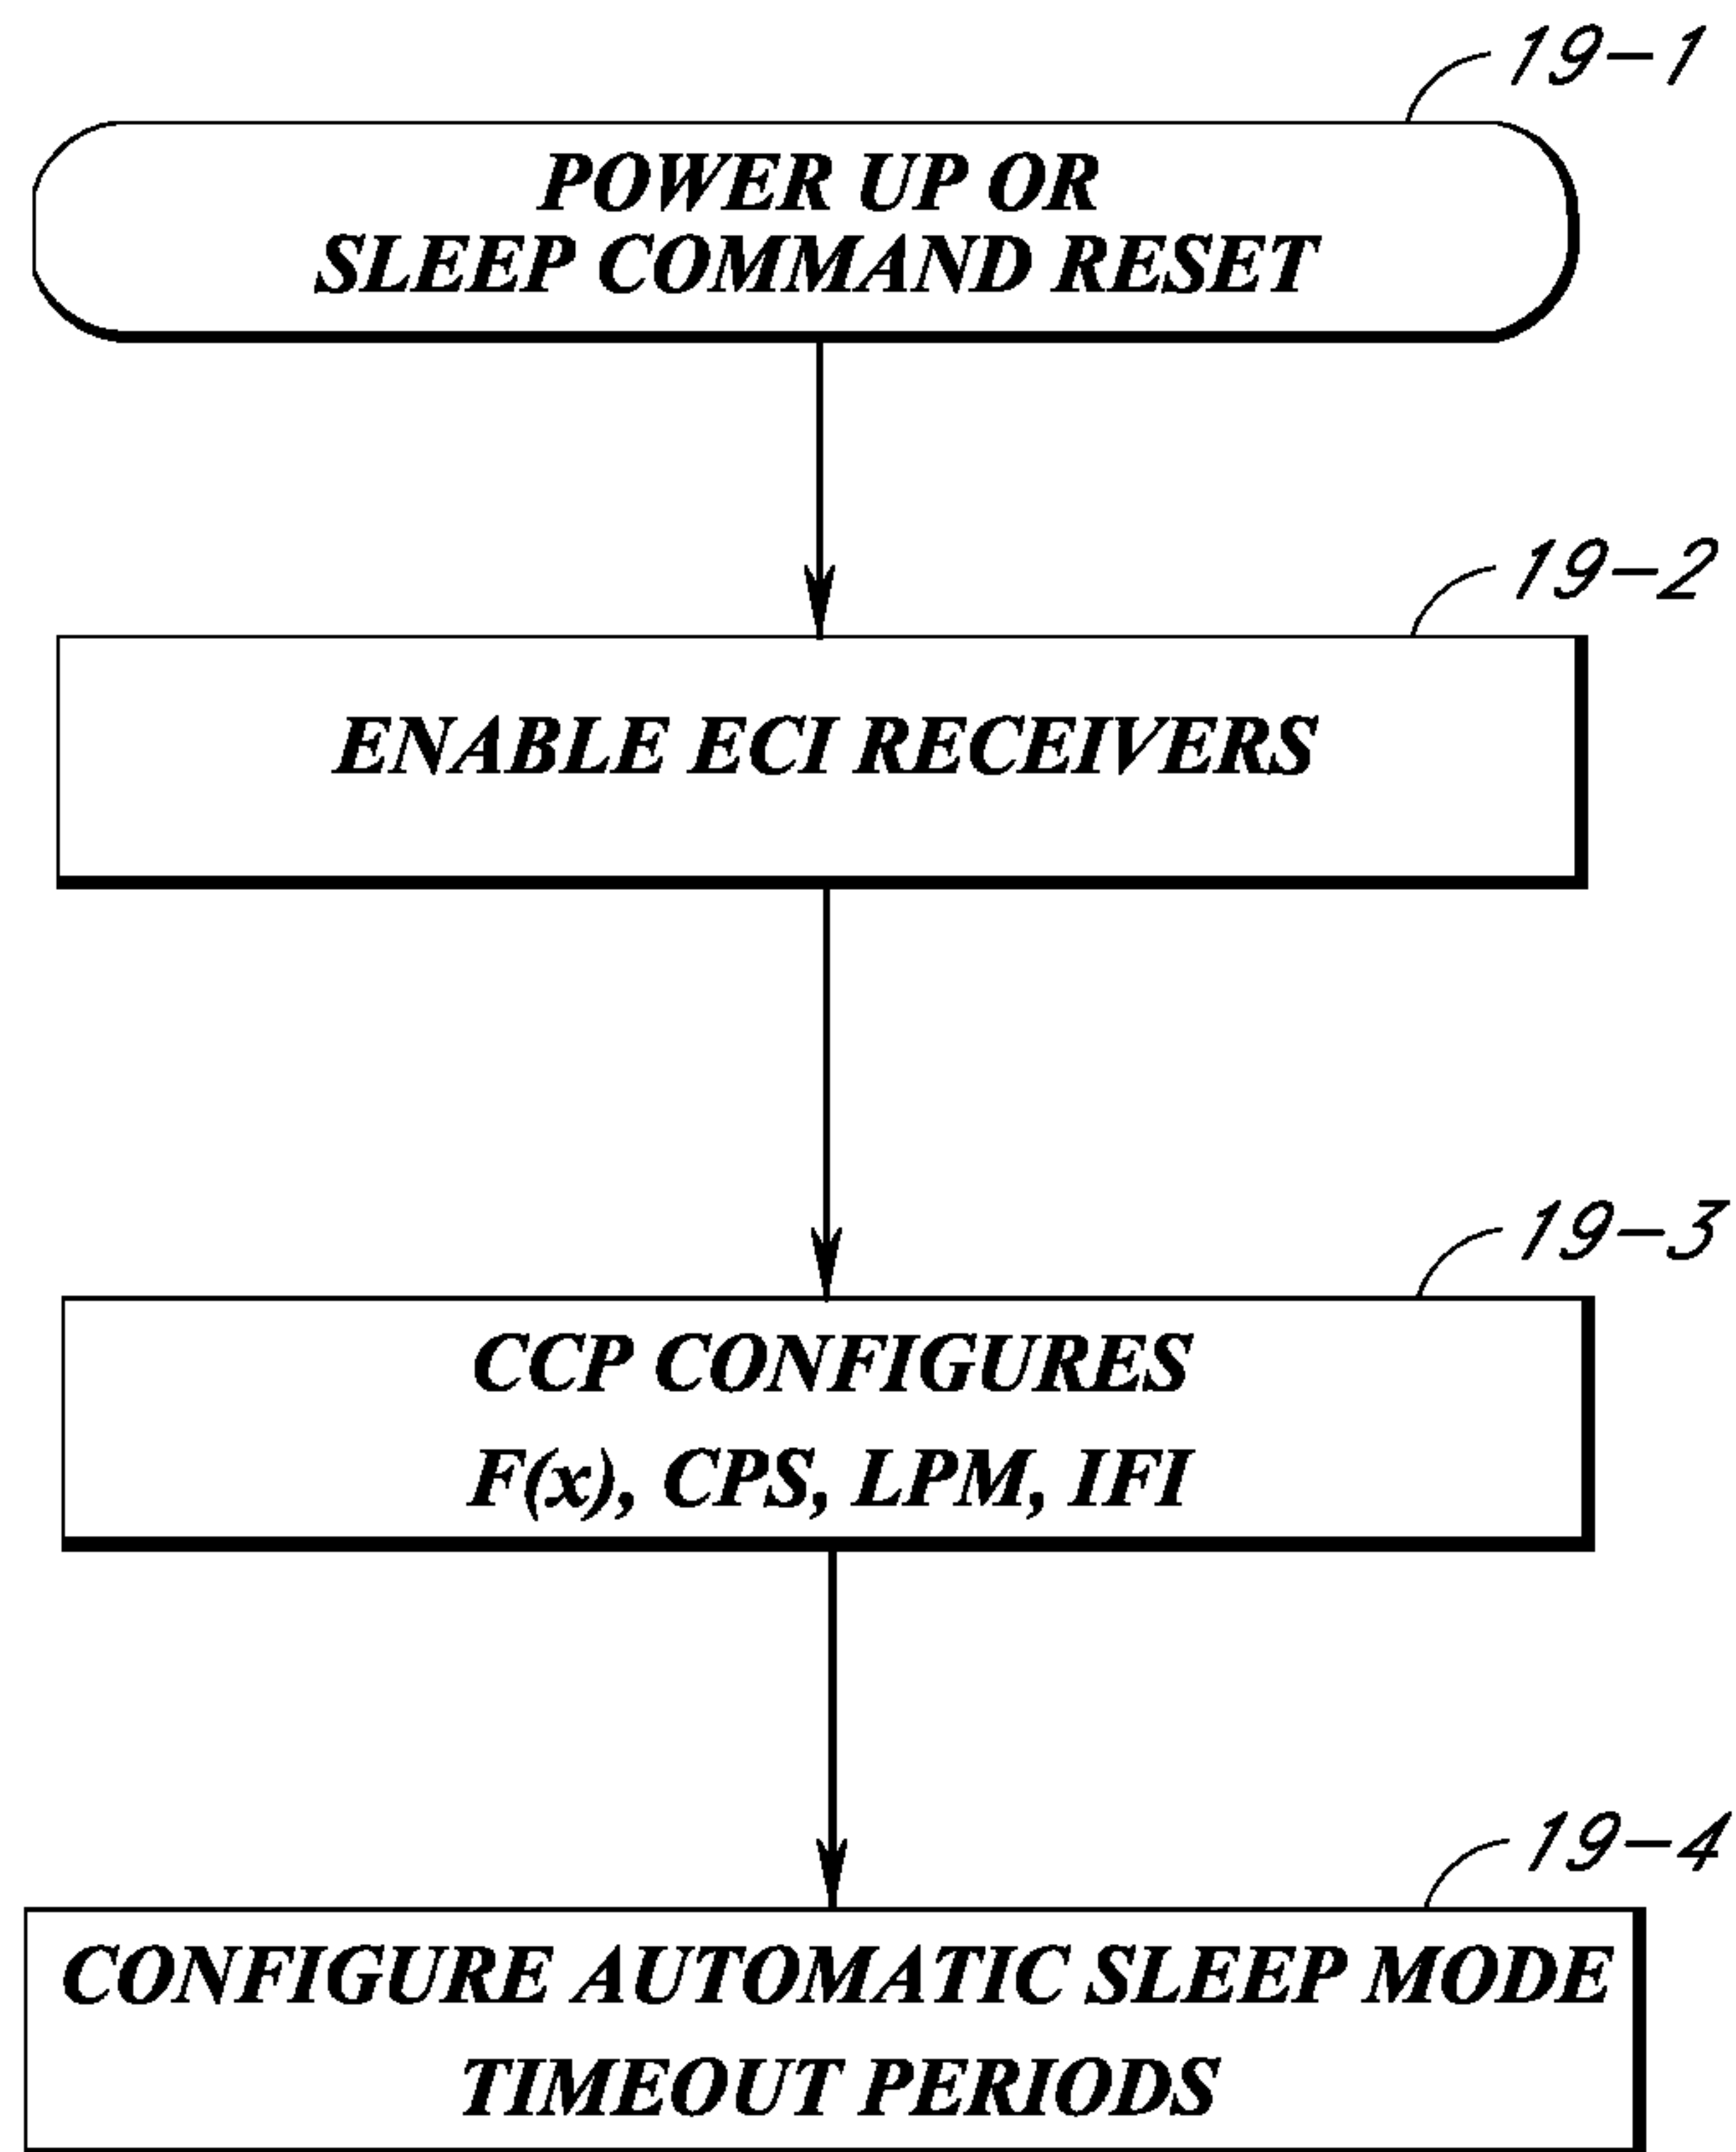 19-1
POWER UP OR
SLEEP COMMAND RESET
19-2
ENABLE ECI RECEIVERS
19-3
CCP CONFIGURES
F(x), CPS, LPM, IFI
19-4
CONFIGURE AUTOMATIC SLEEP MODE
TIMEOUT PERIODS